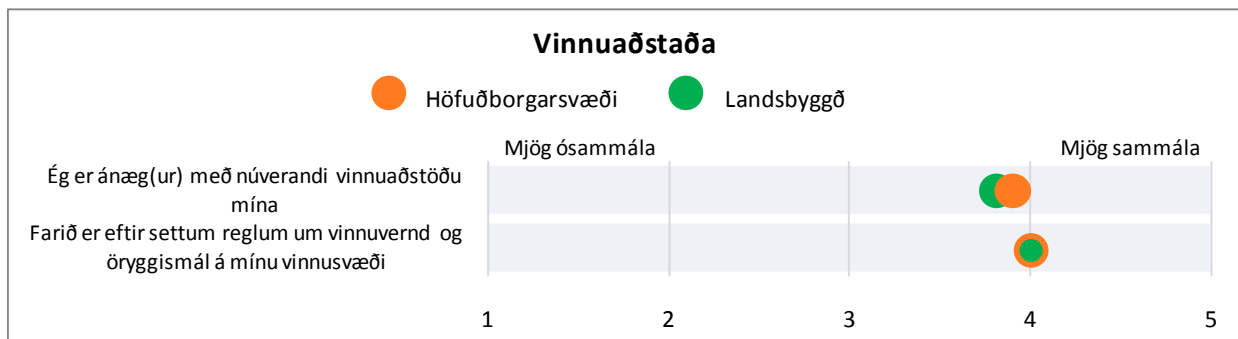 Vinnuaðstaða
Höfuðborgarsvæði
Landsbyggð
Mjög ósammála
Mjög sammála
Ég er ánæg(ur) með núverandi vinnuaðstöðu
mína
Farið er eftir settum reglum um vinnuvernd og
öryggismál á mínu vinnusvæði
1 2 3 4 5